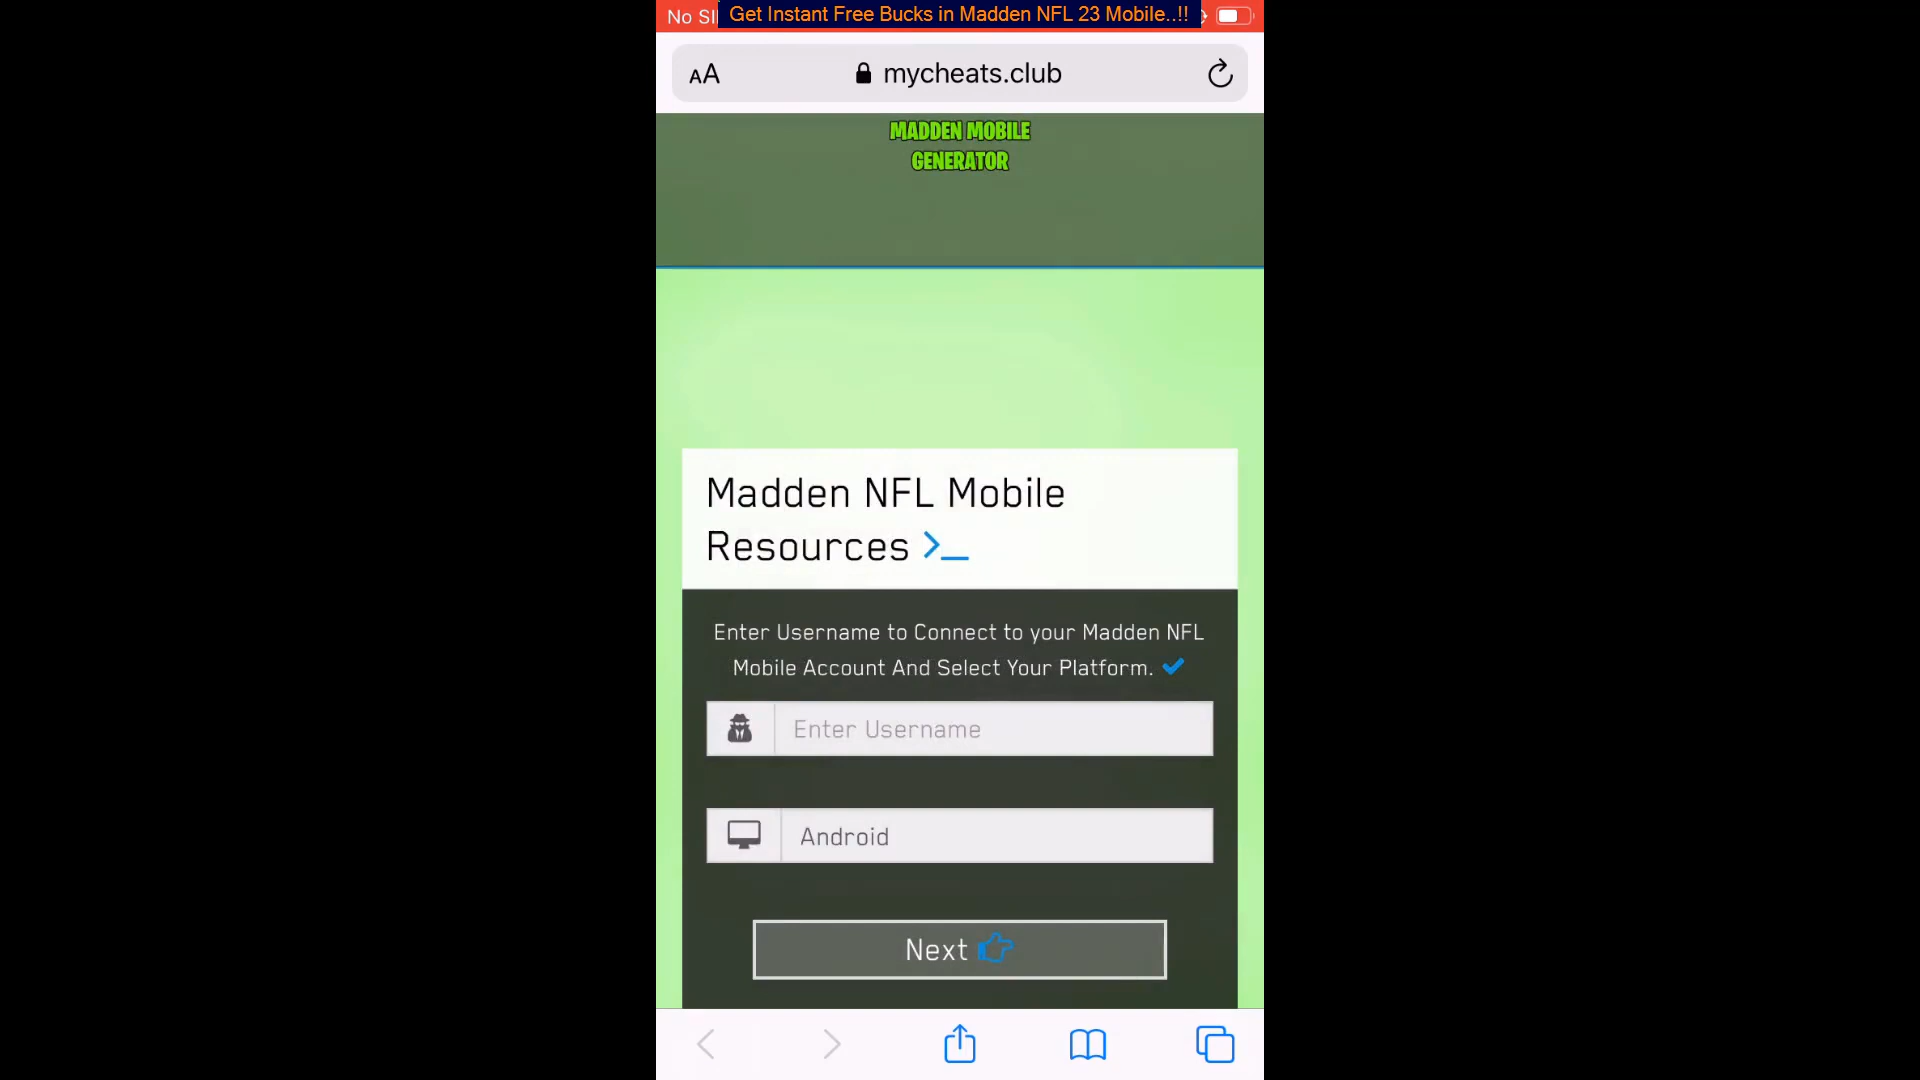 Get Instant Free Bucks in Madden NFL 23 Mobile..!!
No SI
AA mycheats.club
MADDEN MOBILE
GENERATOR
Madden NFL Mobile
Resources >_
Enter Username to Connect to your Madden NFL
Mobile Account And Select Your Platform.
Enter Username
Android
Next